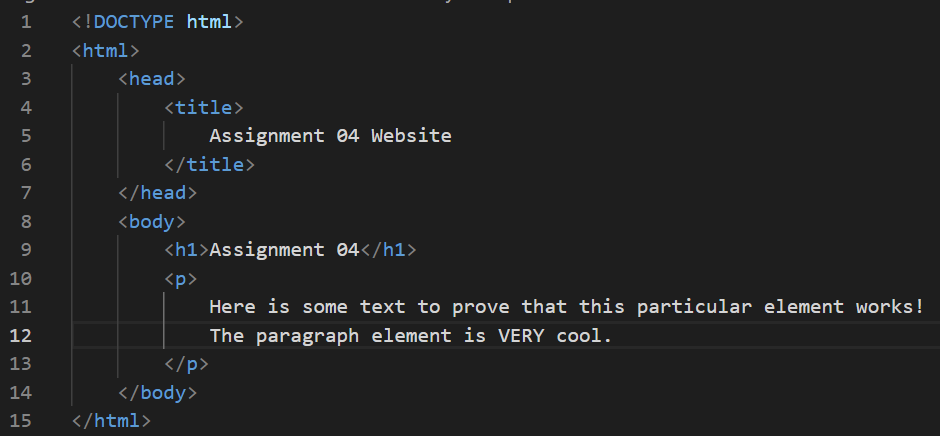 1 <!DOCTYPE html>
2 <html>
3 <head>
4 <title>
5 Assignment 04 Website
6 </title>
7 </head>
8 <body>
9 <h1>Assignment 04</h1>
10 <p>
11 Here is some text to prove that this particular element works!
12 The paragraph element is VERY cool.
13 </p>
14 </body>
15 </html>